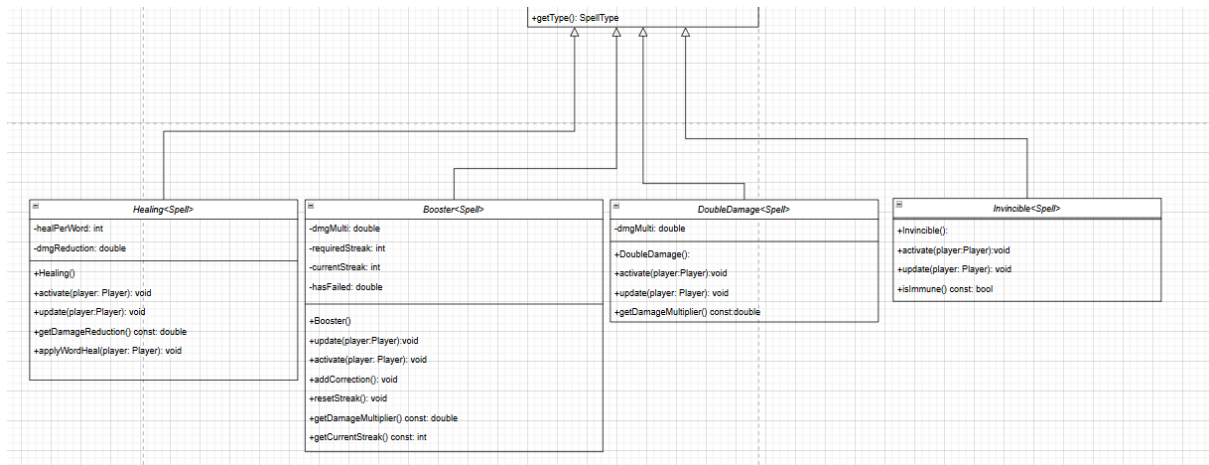 +getType(): SpellType
Healing<Spell>
-healPerWord: int
-dmgReduction: double
+Healing()
+activate(player: Player): void
+update(player:Player): void
+getDamageReduction() const: double
+applyWordHeal(player: Player): void
Booster<Spell>
-dmgMulti: double
-requiredStreak: int
-currentStreak: int
-hasFailed: double
+Booster()
+update(player:Player):void
+activate(player: Player): void
+addCorrection(): void
+resetStreak(): void
+getDamageMultiplier() const: double
+getCurrentStreak() const: int
DoubleDamage<Spell>
-dmgMulti: double
+DoubleDamage():
+activate(player:Player):void
+update(player: Player): void
+getDamageMultiplier() const:double
Invincible<Spell>
+Invincible():
+activate(player:Player):void
+update(player: Player): void
+isImmune() const: bool